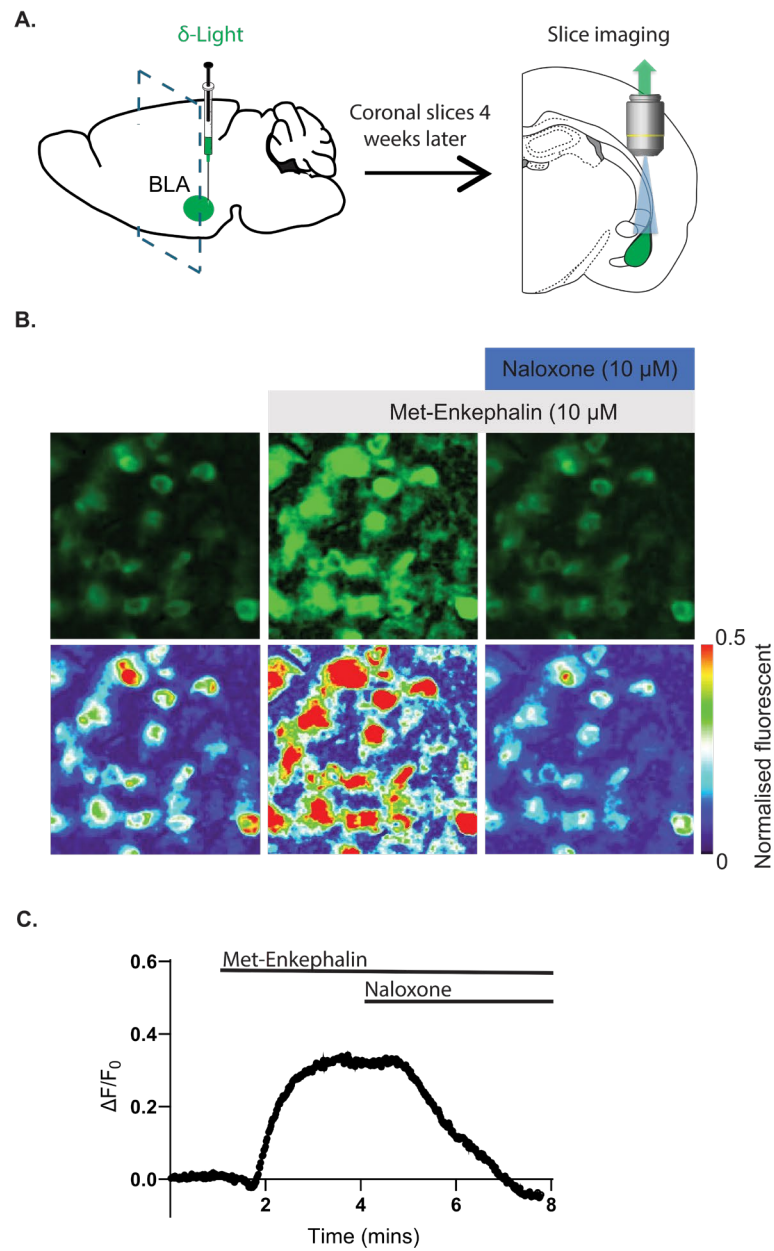 A.
δ-Light
Slice imaging
Coronal slices 4
weeks later
BLA
B.
Naloxone (10 µM)
Met-Enkephalin (10 µM
0.5
Normalised fluorescent
0
C.
0.6
Met-Enkephalin
Naloxone
0.4
ΔF/F0
0.2
0.0
2
4
6
8
Time (mins)